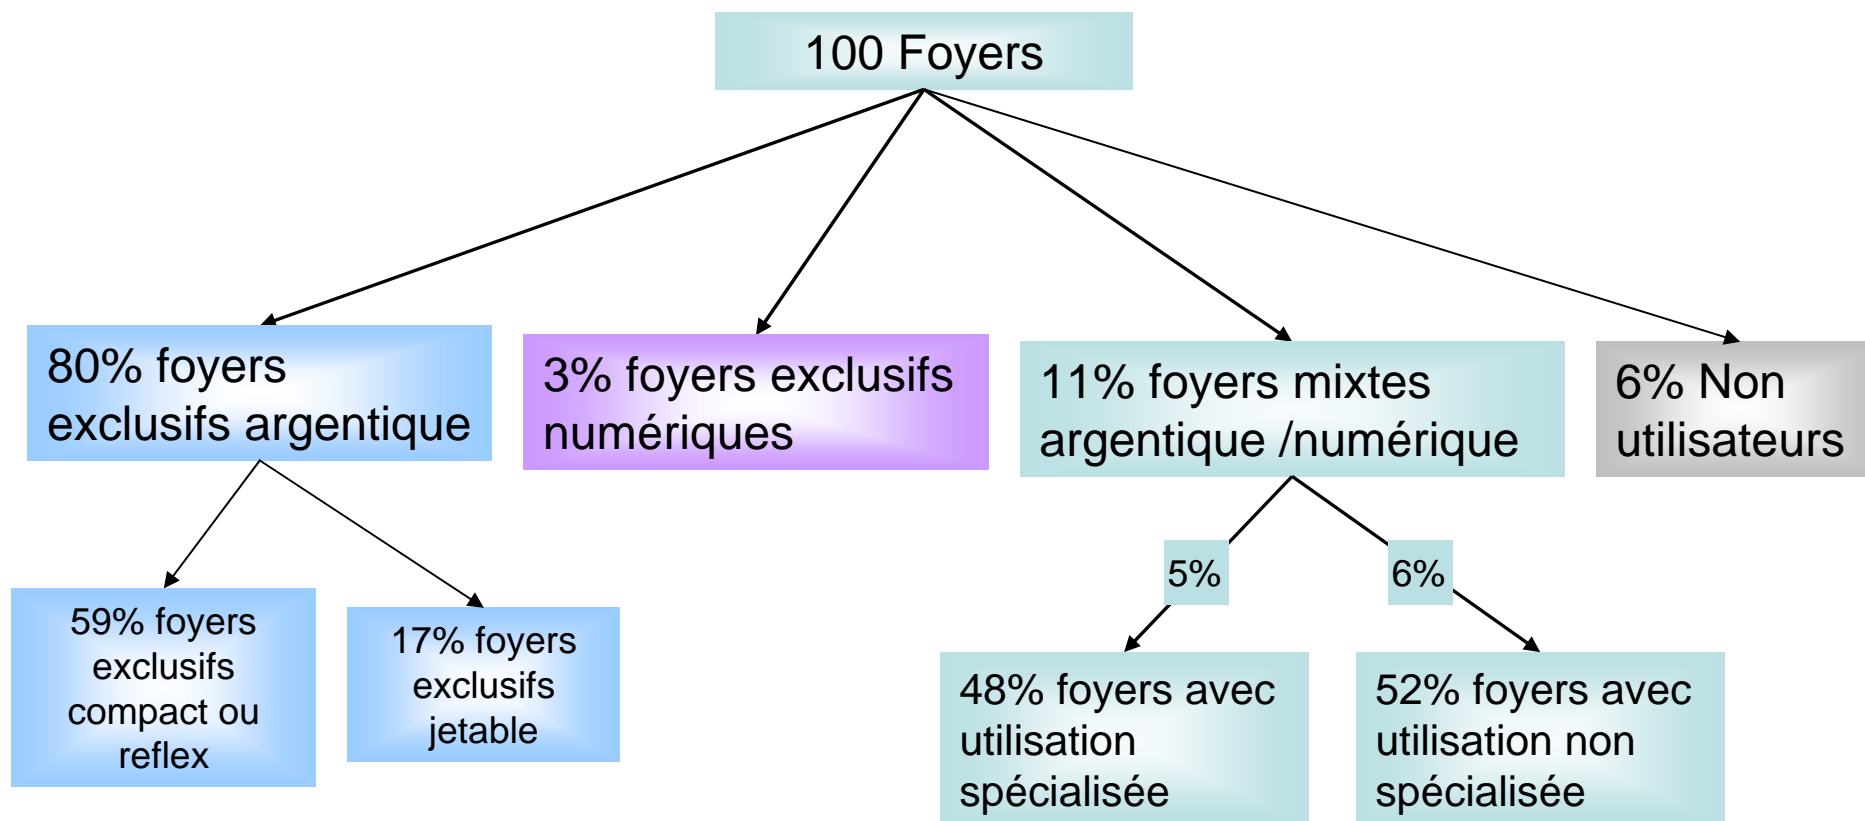 100 Foyers
80% foyers
exclusifs argentique
3% foyers exclusifs
numériques
11% foyers mixtes
argentique /numérique
6% Non
utilisateurs
5%
6%
59% foyers
exclusifs
compact ou
reflex
17% foyers
exclusifs
jetable
48% foyers avec
utilisation
spécialisée
52% foyers avec
utilisation non
spécialisée